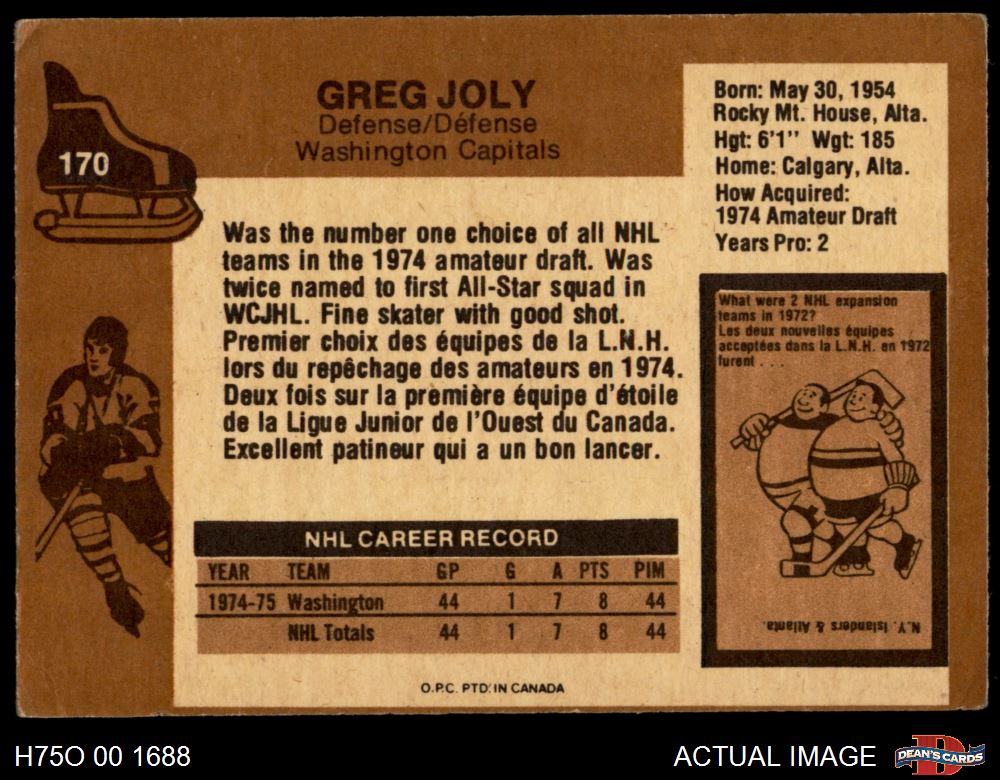 170
GREG JOLY
Defense/Défense
Washington Capitals
Born: May 30, 1954
Rocky Mt. House, Alta.
Hgt: 6'1'' Wgt: 185
Home: Calgary, Alta.
How Acquired:
1974 Amateur Draft
Years Pro: 2
Was the number one choice of all NHL
teams in the 1974 amateur draft. Was
twice named to first All-Star squad in
WCJHL. Fine skater with good shot.
Premier choix des équipes de la L.N.H.
lors du repêchage des amateurs en 1974.
Deux fois sur la première équipe d'étoile
de la Ligue Junior de l'Ouest du Canada.
Excellent patineur qui a un bon lancer.
What were 2 NHL expansion
teams in 1972?
Les deux nouvelles équipes
acceptées dans la L.N.H. en 1972
furent . . .
N.Y. Islanders & Atlanta.
NHL CAREER RECORD
YEAR TEAM GP G A PTS PIM
1974-75 Washington 44 1 7 8 44
NHL Totals 44 1 7 8 44
O.P.C. PTD. IN CANADA
H75O 00 1688
ACTUAL IMAGE
D
DEAN'S CARDS